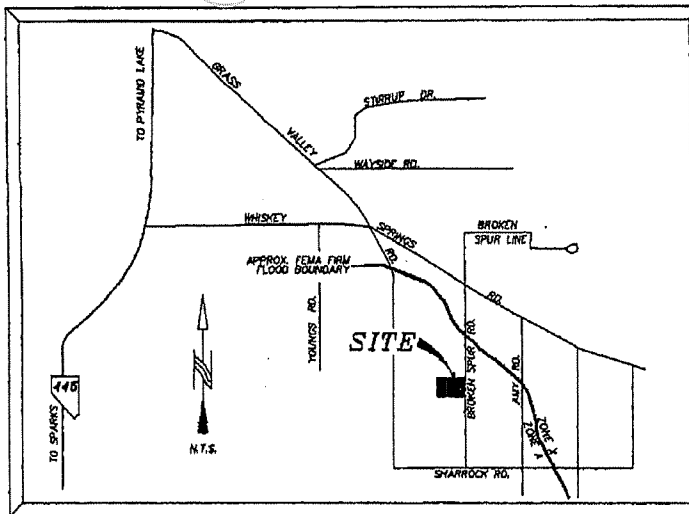 TO PYRAMID LAKE
GRASS
VALLEY
RD.
STIRRUP DR.
WAYSIDE RD.
WHISKEY
SPRINGS
RD.
BROKEN
SPUR LINE
APPROX. FEMA FIRM
FLOOD BOUNDARY
YOUNGS RD.
SITE
BROKEN SPUR RD.
AMY RD.
ZONE X
ZONE A
SHARROCK RD.
445
TO SPARKS
N.T.S.